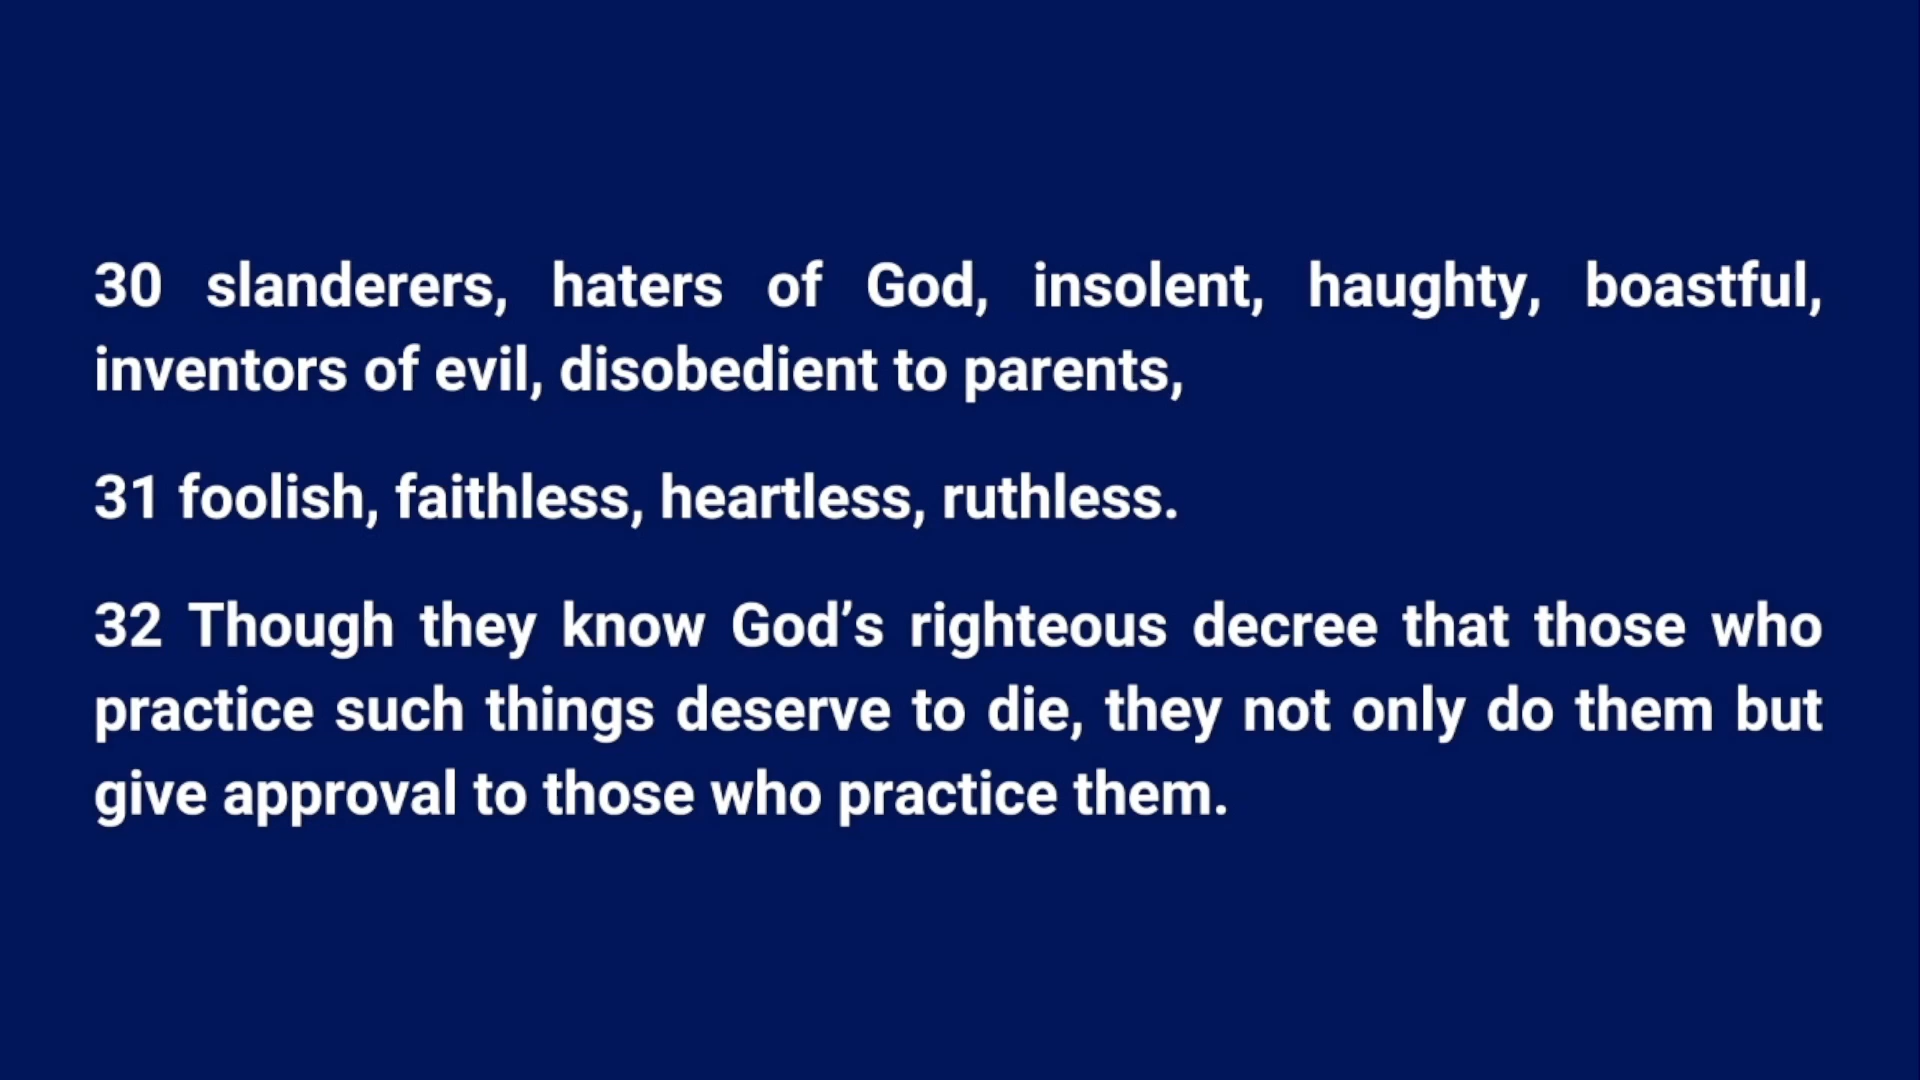 30 slanderers, haters of God, insolent, haughty, boastful,
inventors of evil, disobedient to parents,
31 foolish, faithless, heartless, ruthless.
32 Though they know God’s righteous decree that those who
practice such things deserve to die, they not only do them but
give approval to those who practice them.